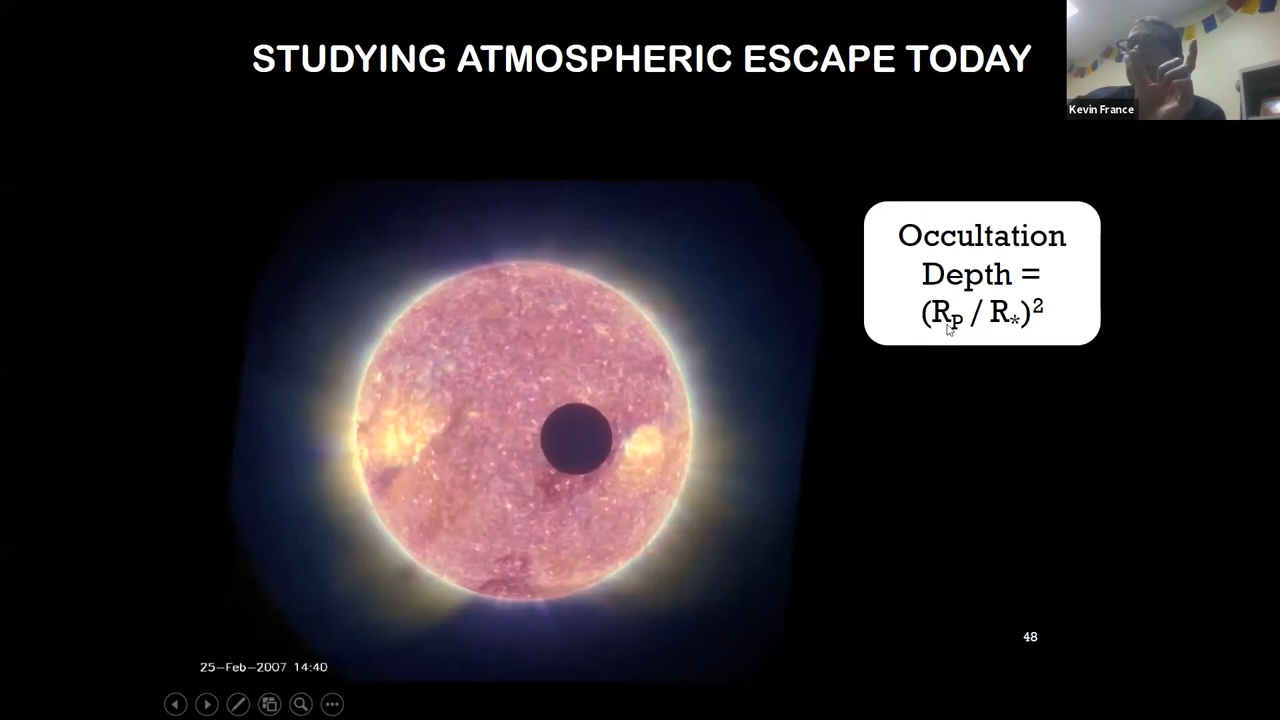 STUDYING ATMOSPHERIC ESCAPE TODAY
Kevin France
Occultation
Depth =
(Rₚ / R⁎)²
48
25-Feb-2007 14:40